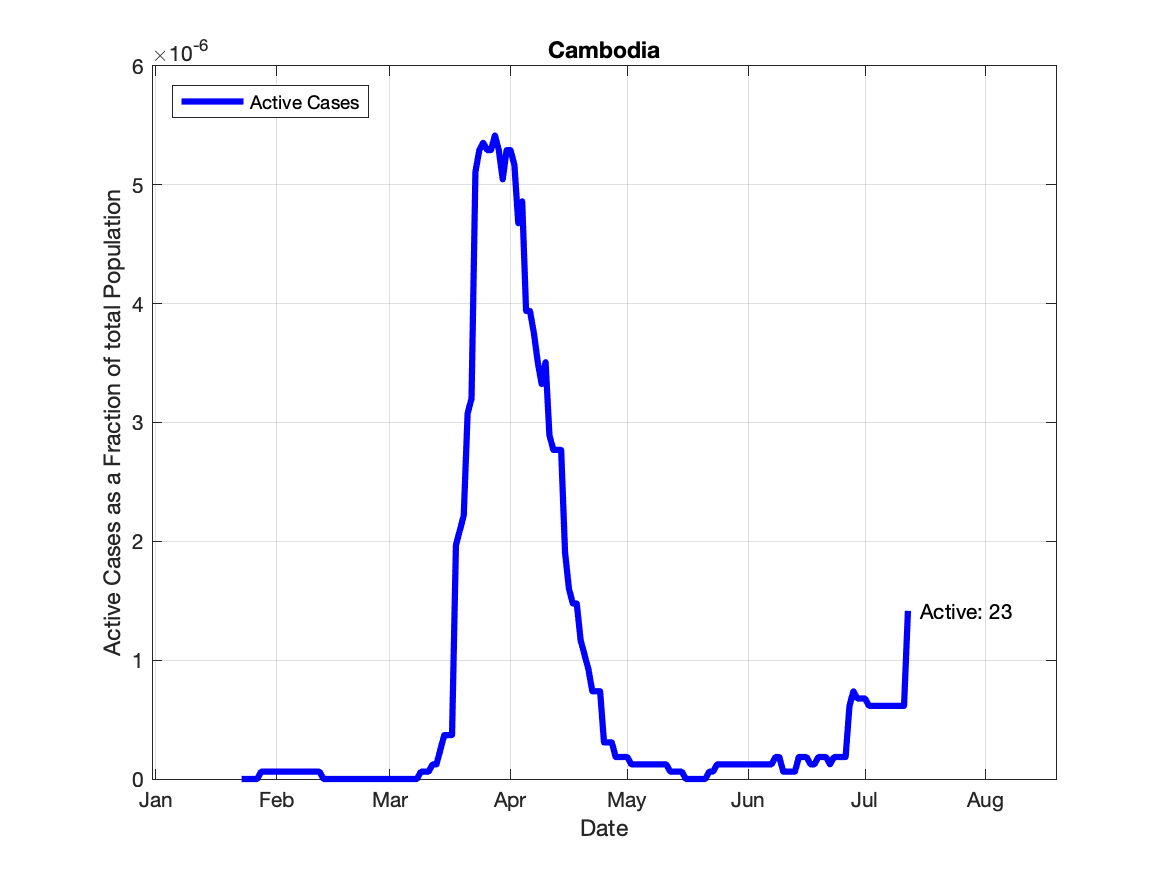 Cambodia
×10-6
Active Cases
6
5
4
3
2
1
0
Active Cases as a Fraction of total Population
Active: 23
Jan Feb Mar Apr May Jun Jul Aug
Date